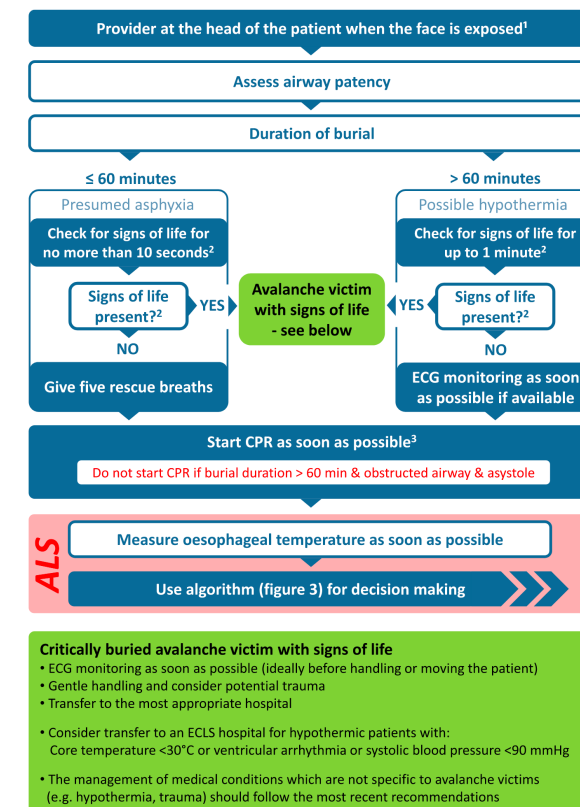 Provider at the head of the patient when the face is exposed¹
Assess airway patency
Duration of burial
≤ 60 minutes
Presumed asphyxia
Check for signs of life for
no more than 10 seconds²
Signs of life
present?²
YES
NO
Give five rescue breaths
Avalanche victim
with signs of life
- see below
> 60 minutes
Possible hypothermia
Check for signs of life for
up to 1 minute²
YES
Signs of life
present?²
NO
ECG monitoring as soon
as possible if available
Start CPR as soon as possible³
Do not start CPR if burial duration > 60 min & obstructed airway & asystole
ALS
Measure oesophageal temperature as soon as possible
Use algorithm (figure 3) for decision making
Critically buried avalanche victim with signs of life
• ECG monitoring as soon as possible (ideally before handling or moving the patient)
• Gentle handling and consider potential trauma
• Transfer to the most appropriate hospital
• Consider transfer to an ECLS hospital for hypothermic patients with:
Core temperature <30°C or ventricular arrhythmia or systolic blood pressure <90 mmHg
• The management of medical conditions which are not specific to avalanche victims
(e.g. hypothermia, trauma) should follow the most recent recommendations